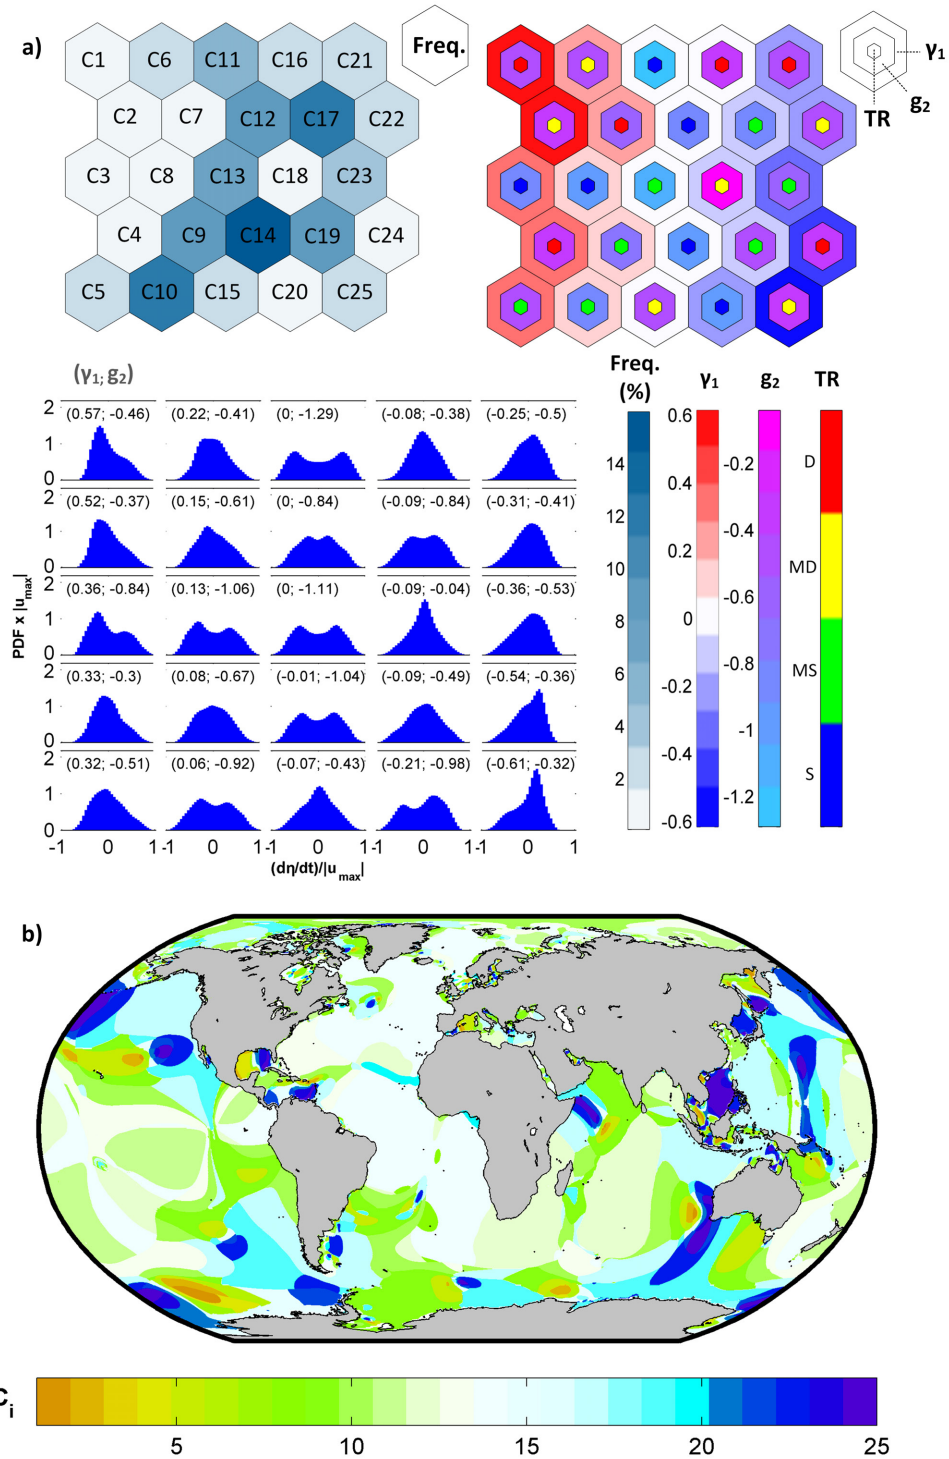 a)
C1 C6 C11 C16 C21 Freq.
C2 C7 C12 C17 C22
C3 C8 C13 C18 C23
C4 C9 C14 C19 C24
C5 C10 C15 C20 C25
γ₁
g₂
TR
(γ₁; g₂)
2 (0.57; -0.46) (0.22; -0.41) (0; -1.29) (-0.08; -0.38) (-0.25; -0.5)
1
0
2 (0.52; -0.37) (0.15; -0.61) (0; -0.84) (-0.09; -0.84) (-0.31; -0.41)
1
0
2 (0.36; -0.84) (0.13; -1.06) (0; -1.11) (-0.09; -0.04) (-0.36; -0.53)
1
0
2 (0.33; -0.3) (0.08; -0.67) (-0.01; -1.04) (-0.09; -0.49) (-0.54; -0.36)
1
0
2 (0.32; -0.51) (0.06; -0.92) (-0.07; -0.43) (-0.21; -0.98) (-0.61; -0.32)
1
0
-1 0 1 -1 0 1 -1 0 1 -1 0 1 -1 0 1
PDF x |u_max|
(dη/dt)/|u_max|
Freq. (%)
14
12
10
8
6
4
2
γ₁
0.6
0.4
0.2
0
-0.2
-0.4
-0.6
g₂
-0.2
-0.4
-0.6
-0.8
-1
-1.2
TR
D
MD
MS
S
b)
C_i
5 10 15 20 25